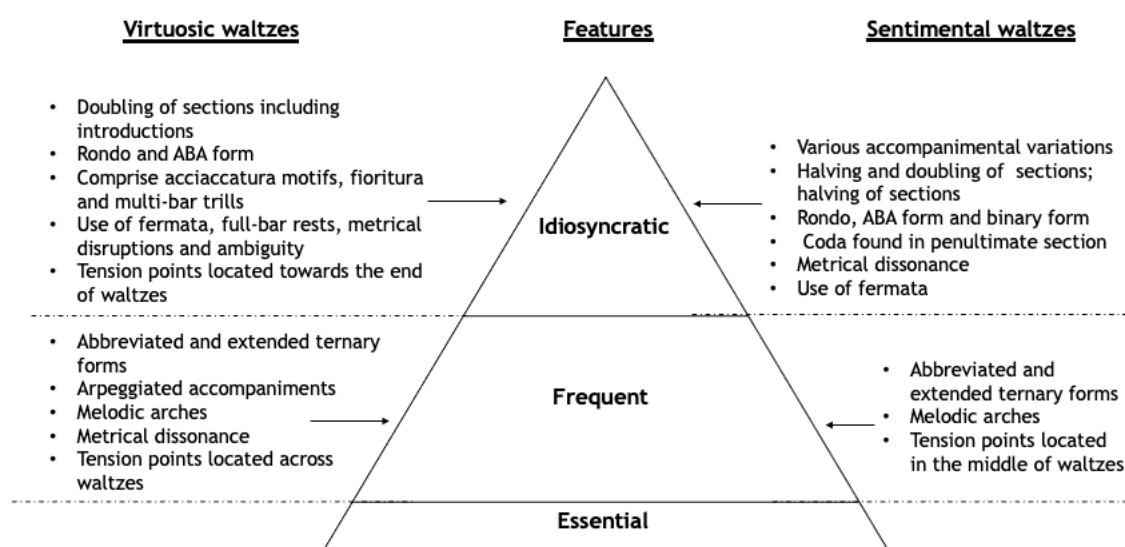 Virtuosic waltzes
Features
Sentimental waltzes
• Doubling of sections including
introductions
• Rondo and ABA form
• Comprise acciaccatura motifs, fioritura
and multi-bar trills
• Use of fermata, full-bar rests, metrical
disruptions and ambiguity
• Tension points located towards the end
of waltzes
Idiosyncratic
• Various accompanimental variations
• Halving and doubling of sections;
halving of sections
• Rondo, ABA form and binary form
• Coda found in penultimate section
• Metrical dissonance
• Use of fermata
• Abbreviated and extended ternary
forms
• Arpeggiated accompaniments
• Melodic arches
• Metrical dissonance
• Tension points located across
waltzes
Frequent
• Abbreviated and
extended ternary forms
• Melodic arches
• Tension points located
in the middle of waltzes
Essential